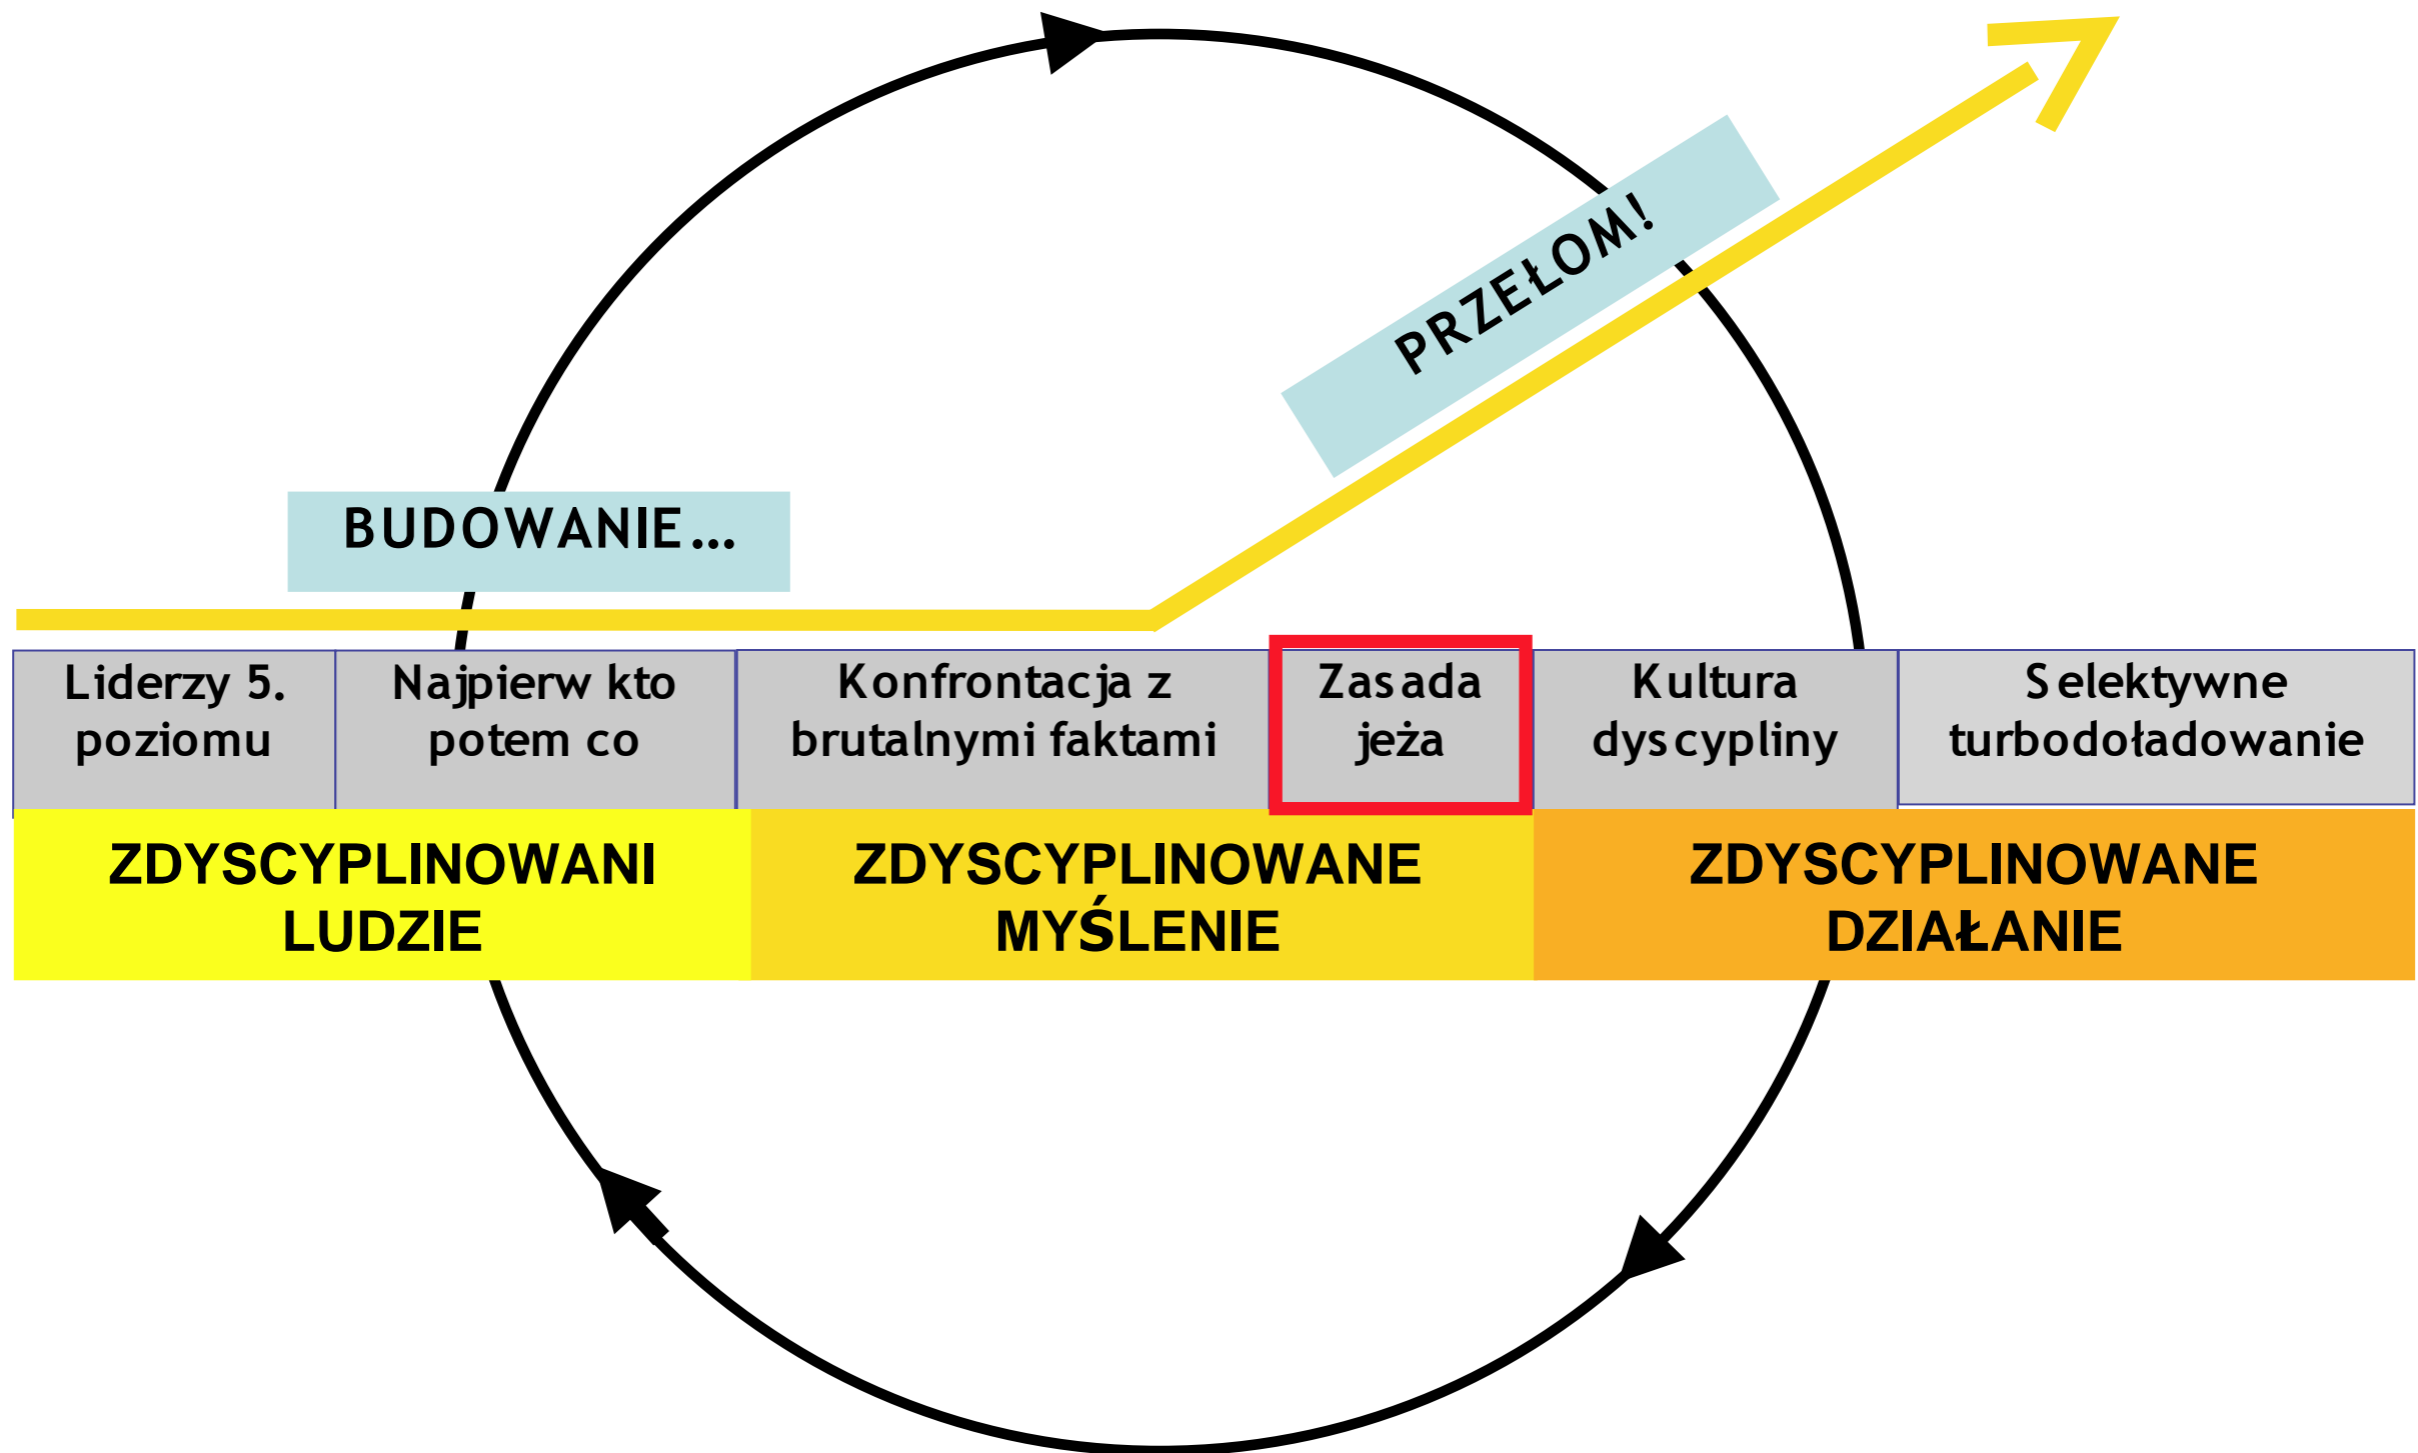 PRZEŁOM!
BUDOWANIE...
Liderzy 5.
poziomu
Najpierw kto
potem co
Konfrontacja z
brutalnymi faktami
Zasada
jeża
Kultura
dyscypliny
Selektywne
turbodoładowanie
ZDYSCYPLINOWANI
LUDZIE
ZDYSCYPLINOWANE
MYŚLENIE
ZDYSCYPLINOWANE
DZIAŁANIE